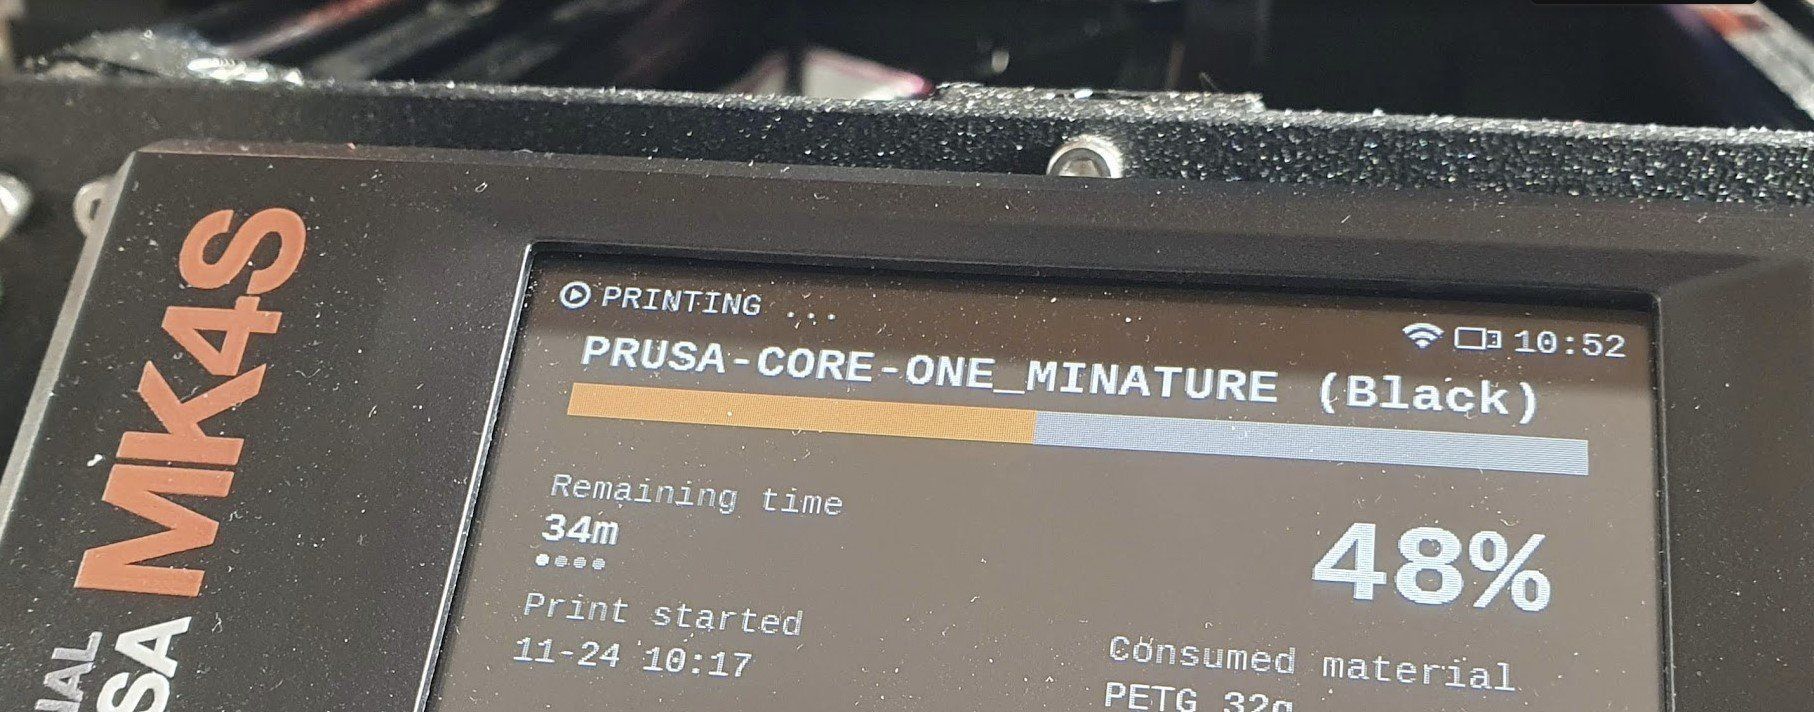 MK4S
PRINTING ...
10:52
PRUSA-CORE-ONE_MINATURE (Black)
Remaining time
34m
48%
Print started
11-24 10:17
Consumed material
PETG 32g